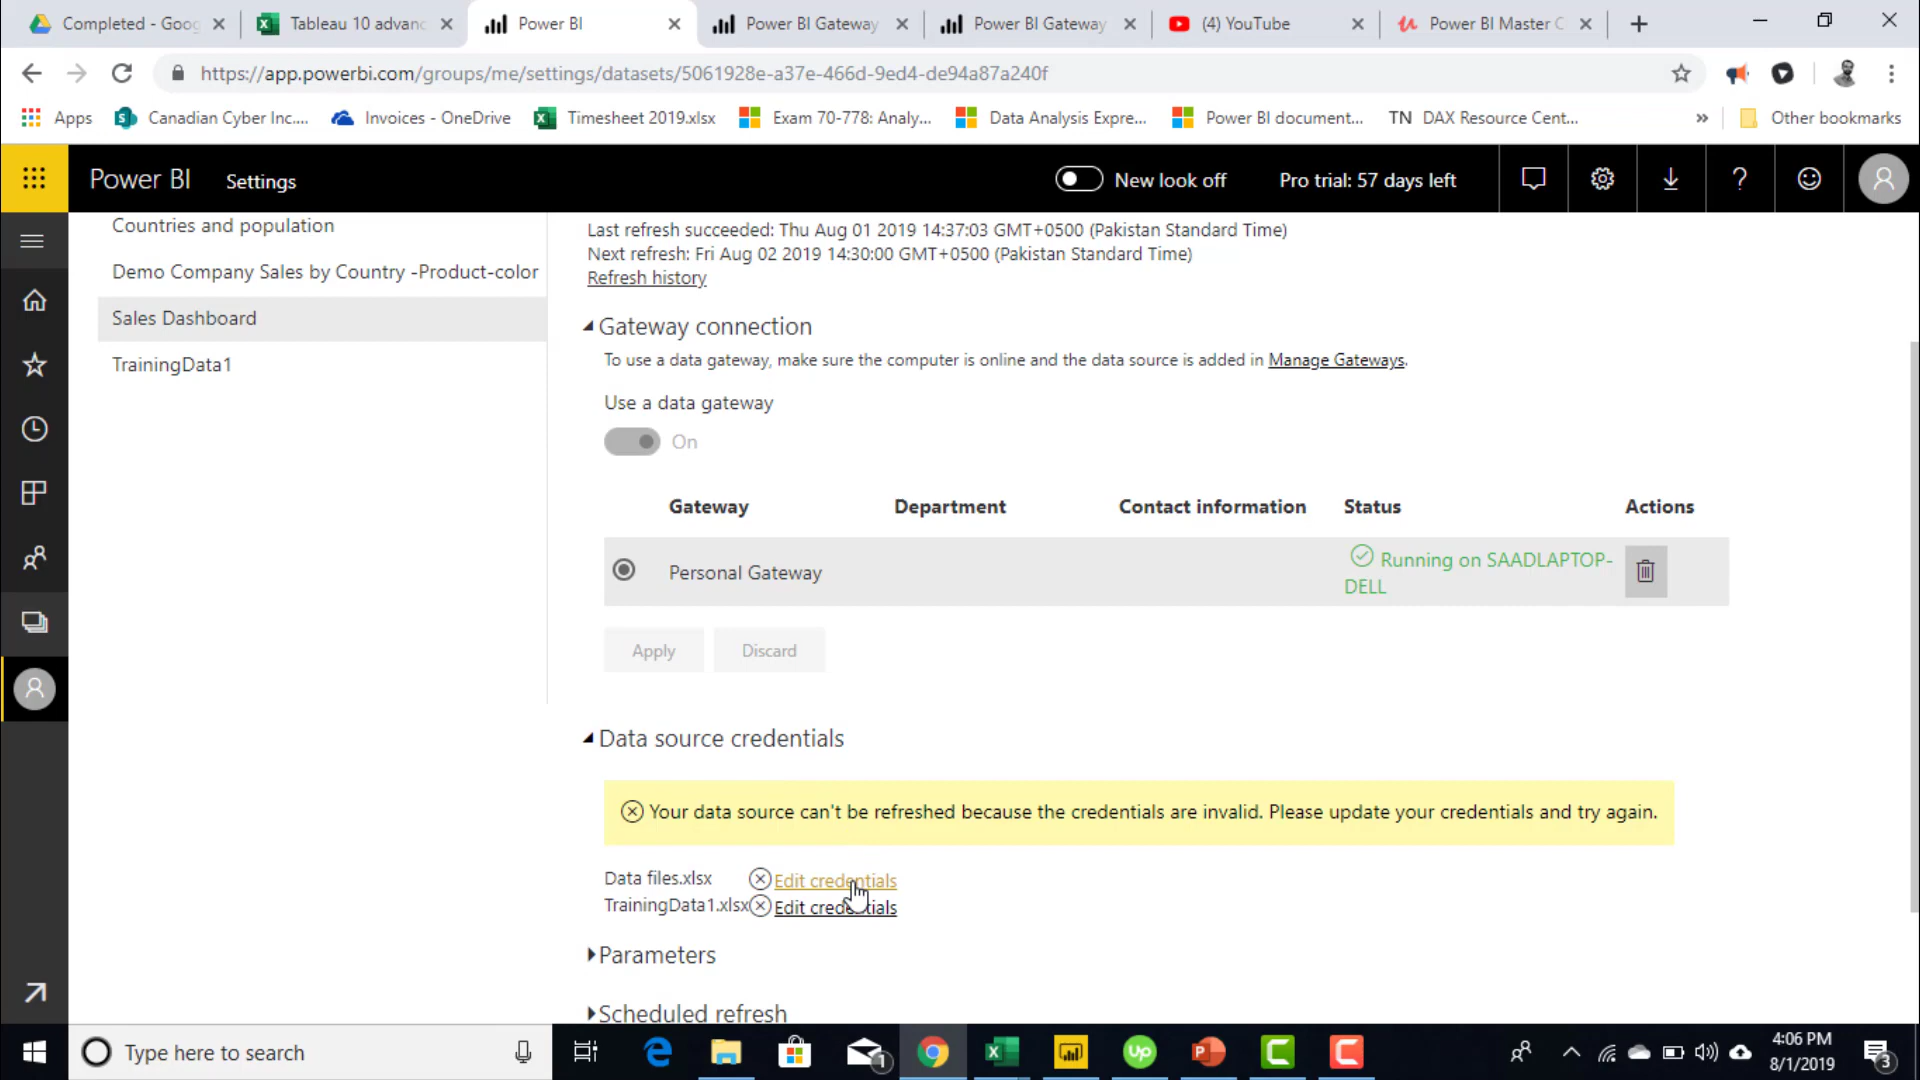 Completed - Goog
Tableau 10 advanc
Power BI
Power BI Gateway
Power BI Gateway
(4) YouTube
Power BI Master C
https://app.powerbi.com/groups/me/settings/datasets/5061928e-a37e-466d-9ed4-de94a87a240f
Apps
Canadian Cyber Inc....
Invoices - OneDrive
Timesheet 2019.xlsx
Exam 70-778: Analy...
Data Analysis Expre...
Power BI document...
TN DAX Resource Cent...
Other bookmarks
Power BI
Settings
New look off
Pro trial: 57 days left
Countries and population
Demo Company Sales by Country -Product-color
Sales Dashboard
TrainingData1
Last refresh succeeded: Thu Aug 01 2019 14:37:03 GMT+0500 (Pakistan Standard Time)
Next refresh: Fri Aug 02 2019 14:30:00 GMT+0500 (Pakistan Standard Time)
Refresh history
Gateway connection
To use a data gateway, make sure the computer is online and the data source is added in Manage Gateways.
Use a data gateway
On
Gateway Department Contact information Status Actions
Personal Gateway
Running on SAADLAPTOP-
DELL
Apply
Discard
Data source credentials
Your data source can't be refreshed because the credentials are invalid. Please update your credentials and try again.
Data files.xlsx Edit credentials
TrainingData1.xlsx Edit credentials
Parameters
Scheduled refresh
Type here to search
1
Up
4:06 PM
8/1/2019
3